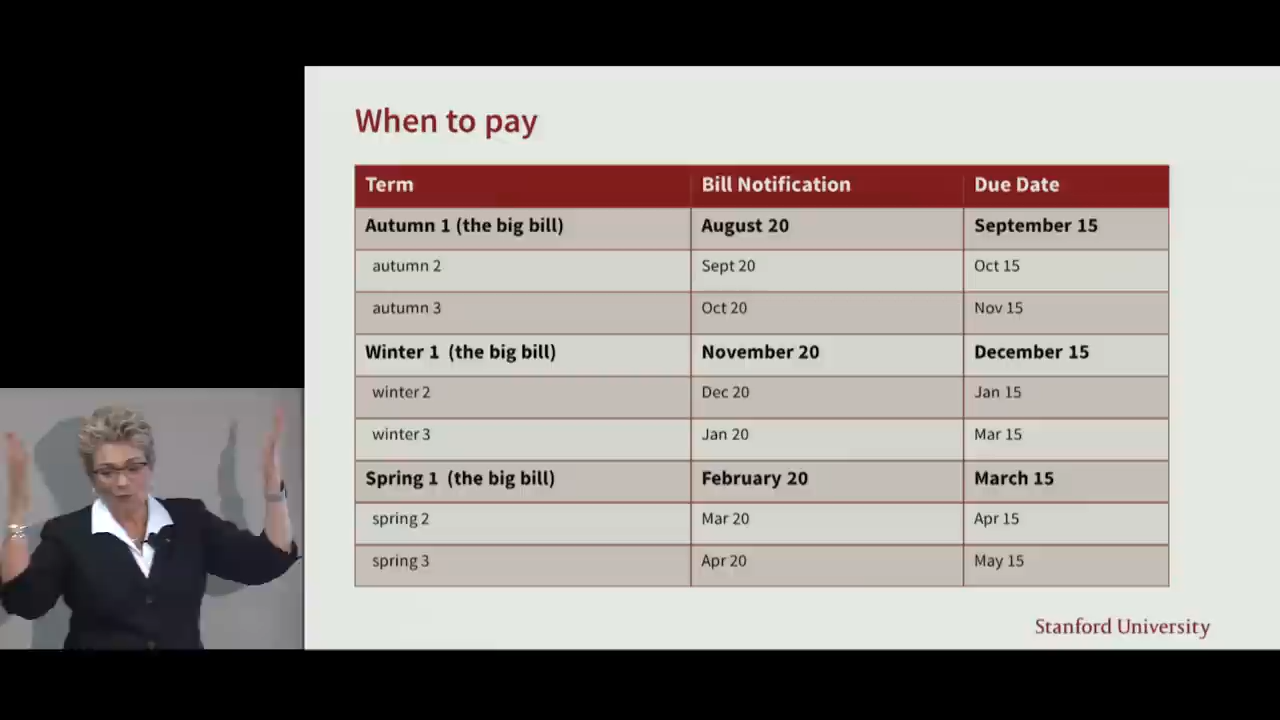 When to pay
Term Bill Notification Due Date
Autumn 1 (the big bill) August 20 September 15
autumn 2 Sept 20 Oct 15
autumn 3 Oct 20 Nov 15
Winter 1 (the big bill) November 20 December 15
winter 2 Dec 20 Jan 15
winter 3 Jan 20 Mar 15
Spring 1 (the big bill) February 20 March 15
spring 2 Mar 20 Apr 15
spring 3 Apr 20 May 15
Stanford University